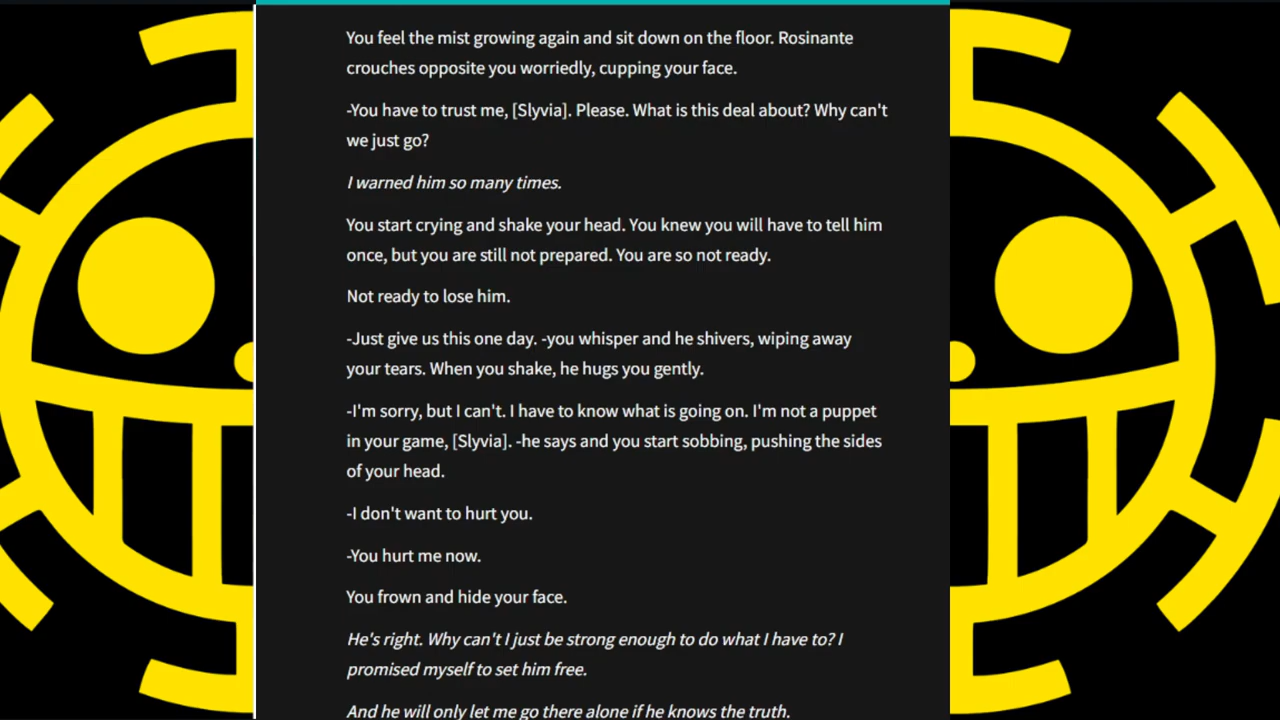 You feel the mist growing again and sit down on the floor. Rosinante
crouches opposite you worriedly, cupping your face.
-You have to trust me, [Slyvia]. Please. What is this deal about? Why can't
we just go?
I warned him so many times.
You start crying and shake your head. You knew you will have to tell him
once, but you are still not prepared. You are so not ready.
Not ready to lose him.
-Just give us this one day. -you whisper and he shivers, wiping away
your tears. When you shake, he hugs you gently.
-I'm sorry, but I can't. I have to know what is going on. I'm not a puppet
in your game, [Slyvia]. -he says and you start sobbing, pushing the sides
of your head.
-I don't want to hurt you.
-You hurt me now.
You frown and hide your face.
He's right. Why can't I just be strong enough to do what I have to? I
promised myself to set him free.
And he will only let me go there alone if he knows the truth.